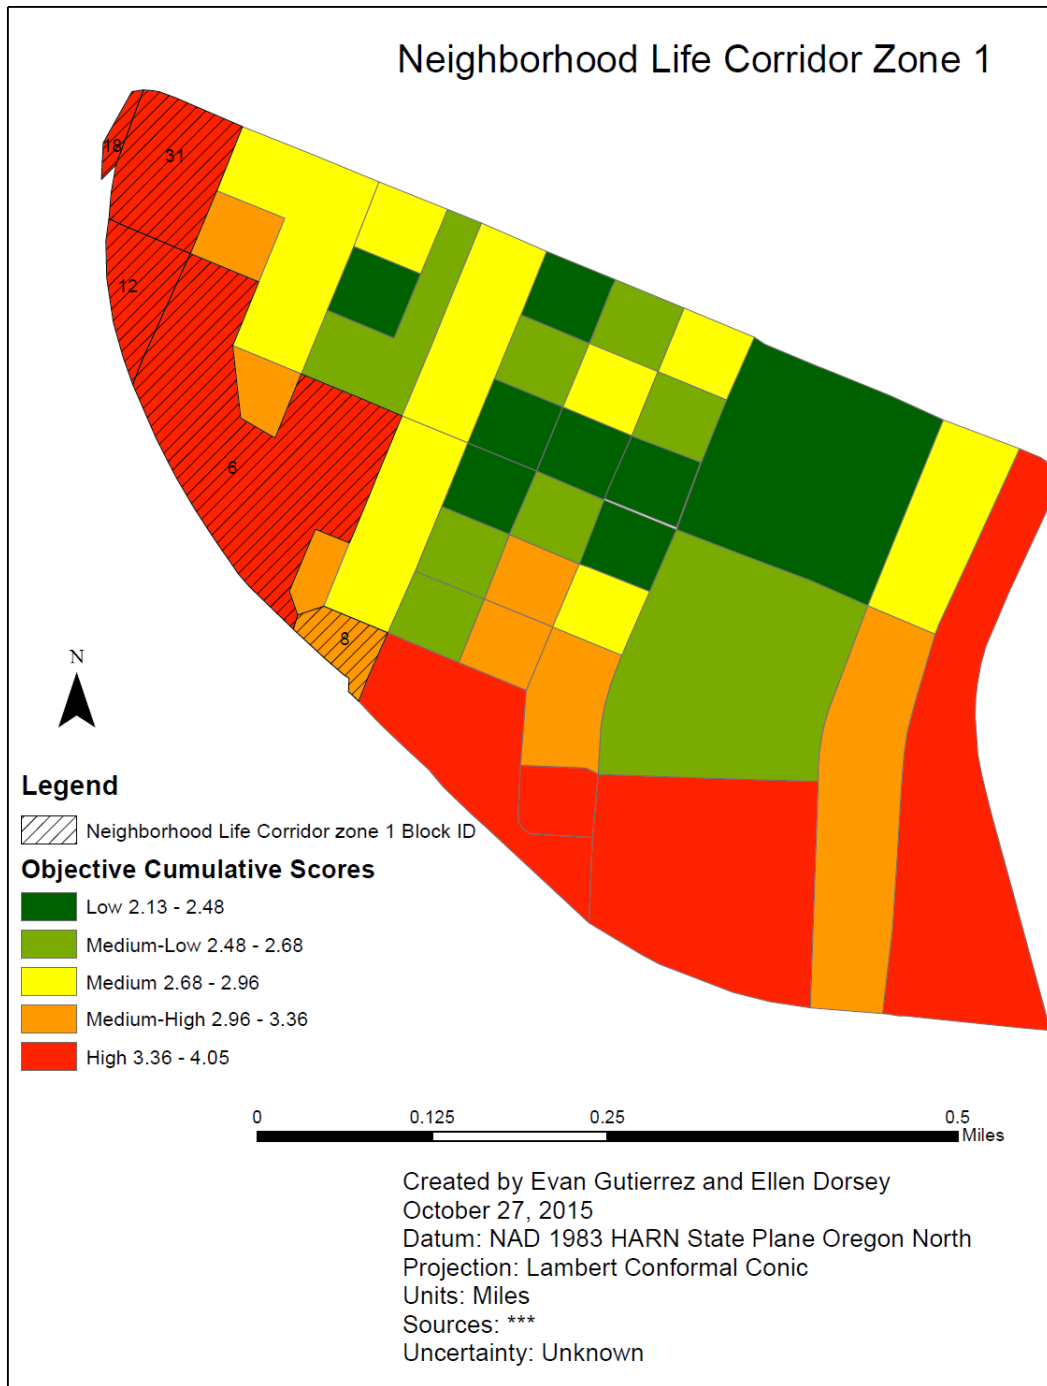 Neighborhood Life Corridor Zone 1
18
31
12
6
8
N
Legend
Neighborhood Life Corridor zone 1 Block ID
Objective Cumulative Scores
Low 2.13 - 2.48
Medium-Low 2.48 - 2.68
Medium 2.68 - 2.96
Medium-High 2.96 - 3.36
High 3.36 - 4.05
0 0.125 0.25 0.5
Miles
Created by Evan Gutierrez and Ellen Dorsey
October 27, 2015
Datum: NAD 1983 HARN State Plane Oregon North
Projection: Lambert Conformal Conic
Units: Miles
Sources: ***
Uncertainty: Unknown